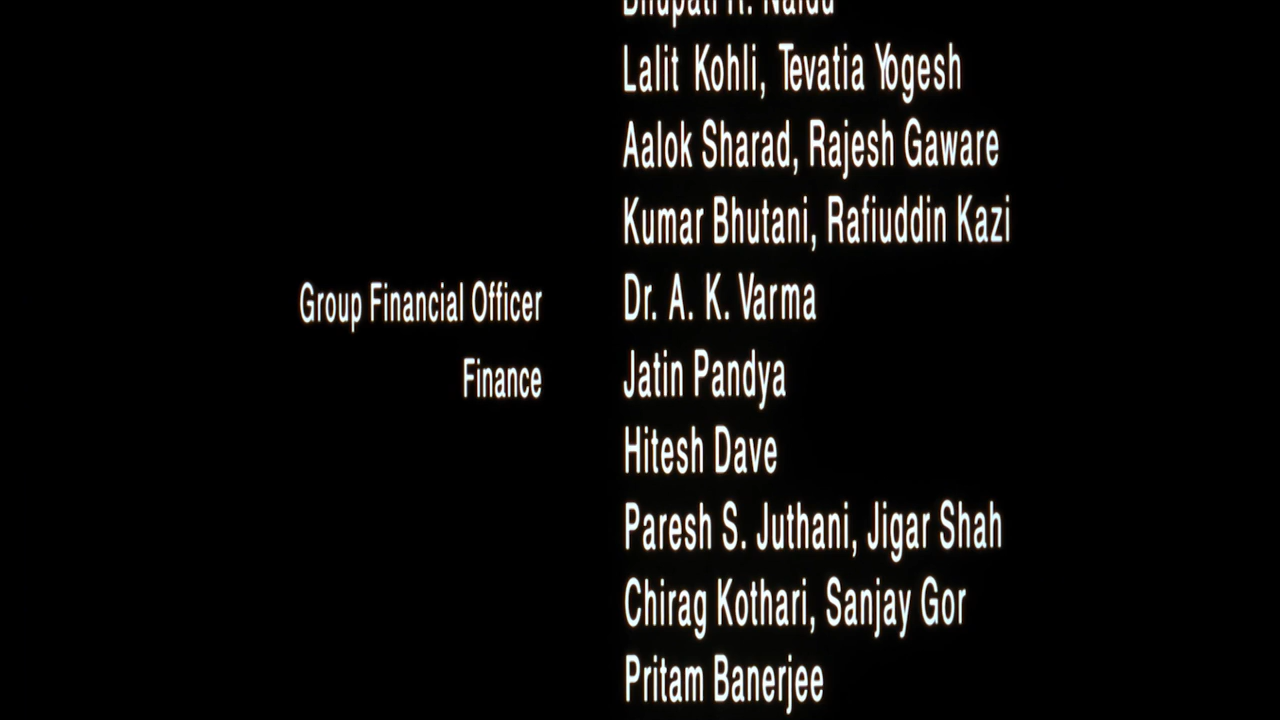 Lalit Kohli, Tevatia Yogesh
Aalok Sharad, Rajesh Gaware
Kumar Bhutani, Rafiuddin Kazi
Group Financial Officer Dr. A. K. Varma
Finance Jatin Pandya
Hitesh Dave
Paresh S. Juthani, Jigar Shah
Chirag Kothari, Sanjay Gor
Pritam Banerjee